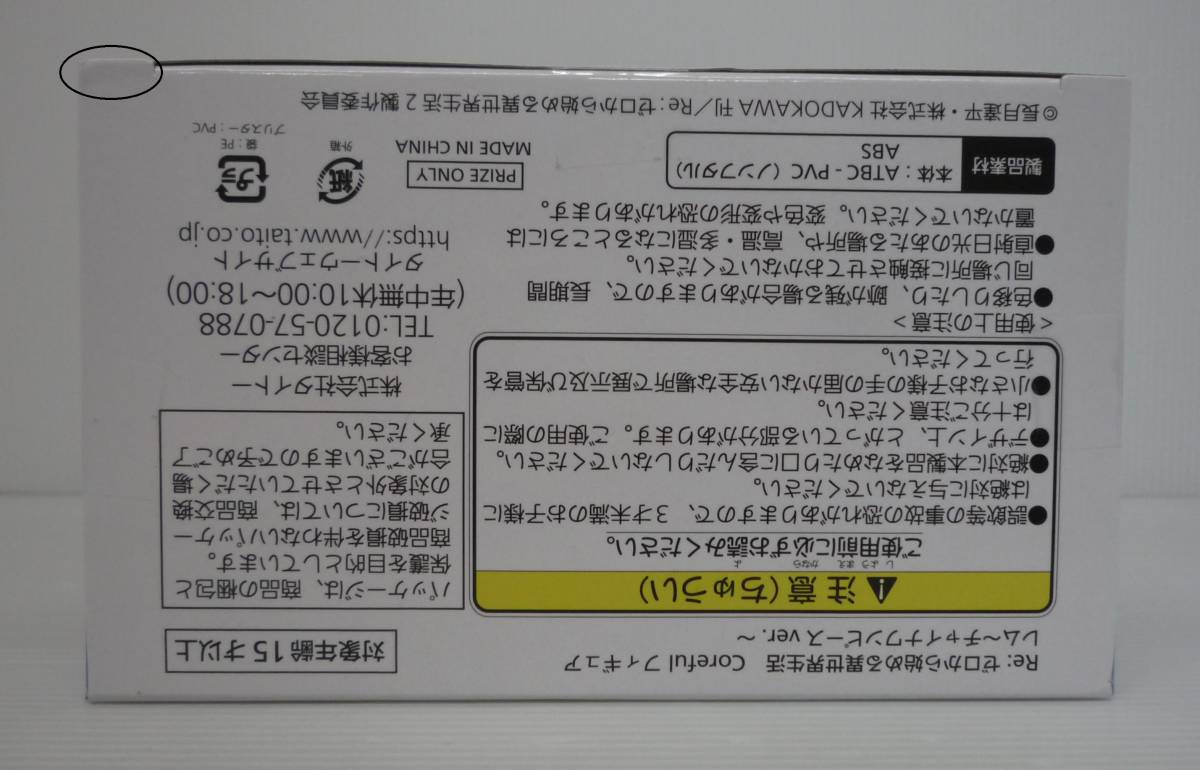 Re: ゼロから始める異世界生活 Coreful フィギュア
レム～チャイナワンピース ver. ～
対象年齢 15 才以上
注意(ちゅうい)
しよう まえ かなら よ
ご使用前に必ずお読みください。
●誤飲等の事故の恐れがありますので、3才未満のお子様に
は絶対に与えないでください。
●絶対に本製品をなめたり口に含んだりしないでください。
●デザイン上、とがっている部分があります。ご使用の際に
は十分ご注意ください。
●小さなお子様の手の届かない安全な場所で展示及び保管を
行ってください。
＜使用上の注意＞
●色移りしたり、跡が残る場合がありますので、長期間
同じ場所に接触させておかないでください。
●直射日光のあたる場所や、高温・多湿になるところには
置かないでください。変色や変形の恐れがあります。
製品素材
本体：ATBC - PVC（ノンフタル）
ABS
パッケージは、商品の梱包と
保護を目的としています。
商品破損を伴わないパッケー
ジ破損については、商品交換
の対象外とさせていただく場
合がございますので予めご了
承ください。
株式会社タイトー
お客様相談センター
TEL:0120-57-0788
(年中無休10:00～18:00)
タイトーウェブサイト
https://www.taito.co.jp
PRIZE ONLY
MADE IN CHINA
紙
外箱
プラ
袋：PE
ブリスター：PVC
©長月達平・株式会社 KADOKAWA 刊／Re: ゼロから始める異世界生活 2 製作委員会